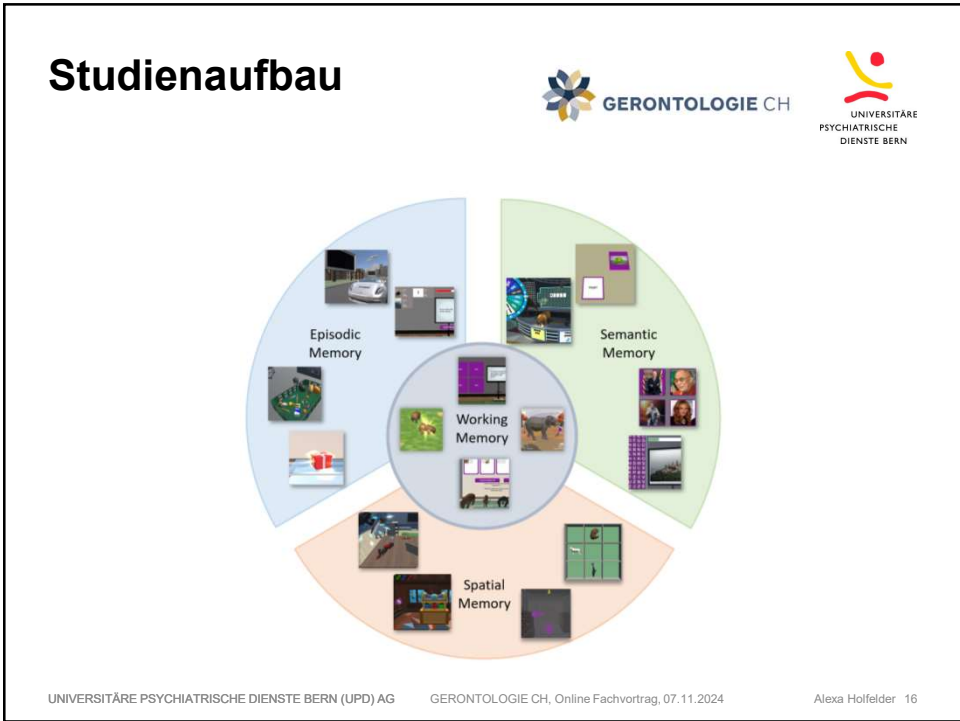 Studienaufbau
GERONTOLOGIE CH
UNIVERSITÄRE
PSYCHIATRISCHE
DIENSTE BERN
Episodic
Memory
Semantic
Memory
Working
Memory
Spatial
Memory
UNIVERSITÄRE PSYCHIATRISCHE DIENSTE BERN (UPD) AG GERONTOLOGIE CH, Online Fachvortrag, 07.11.2024 Alexa Holfelder 16